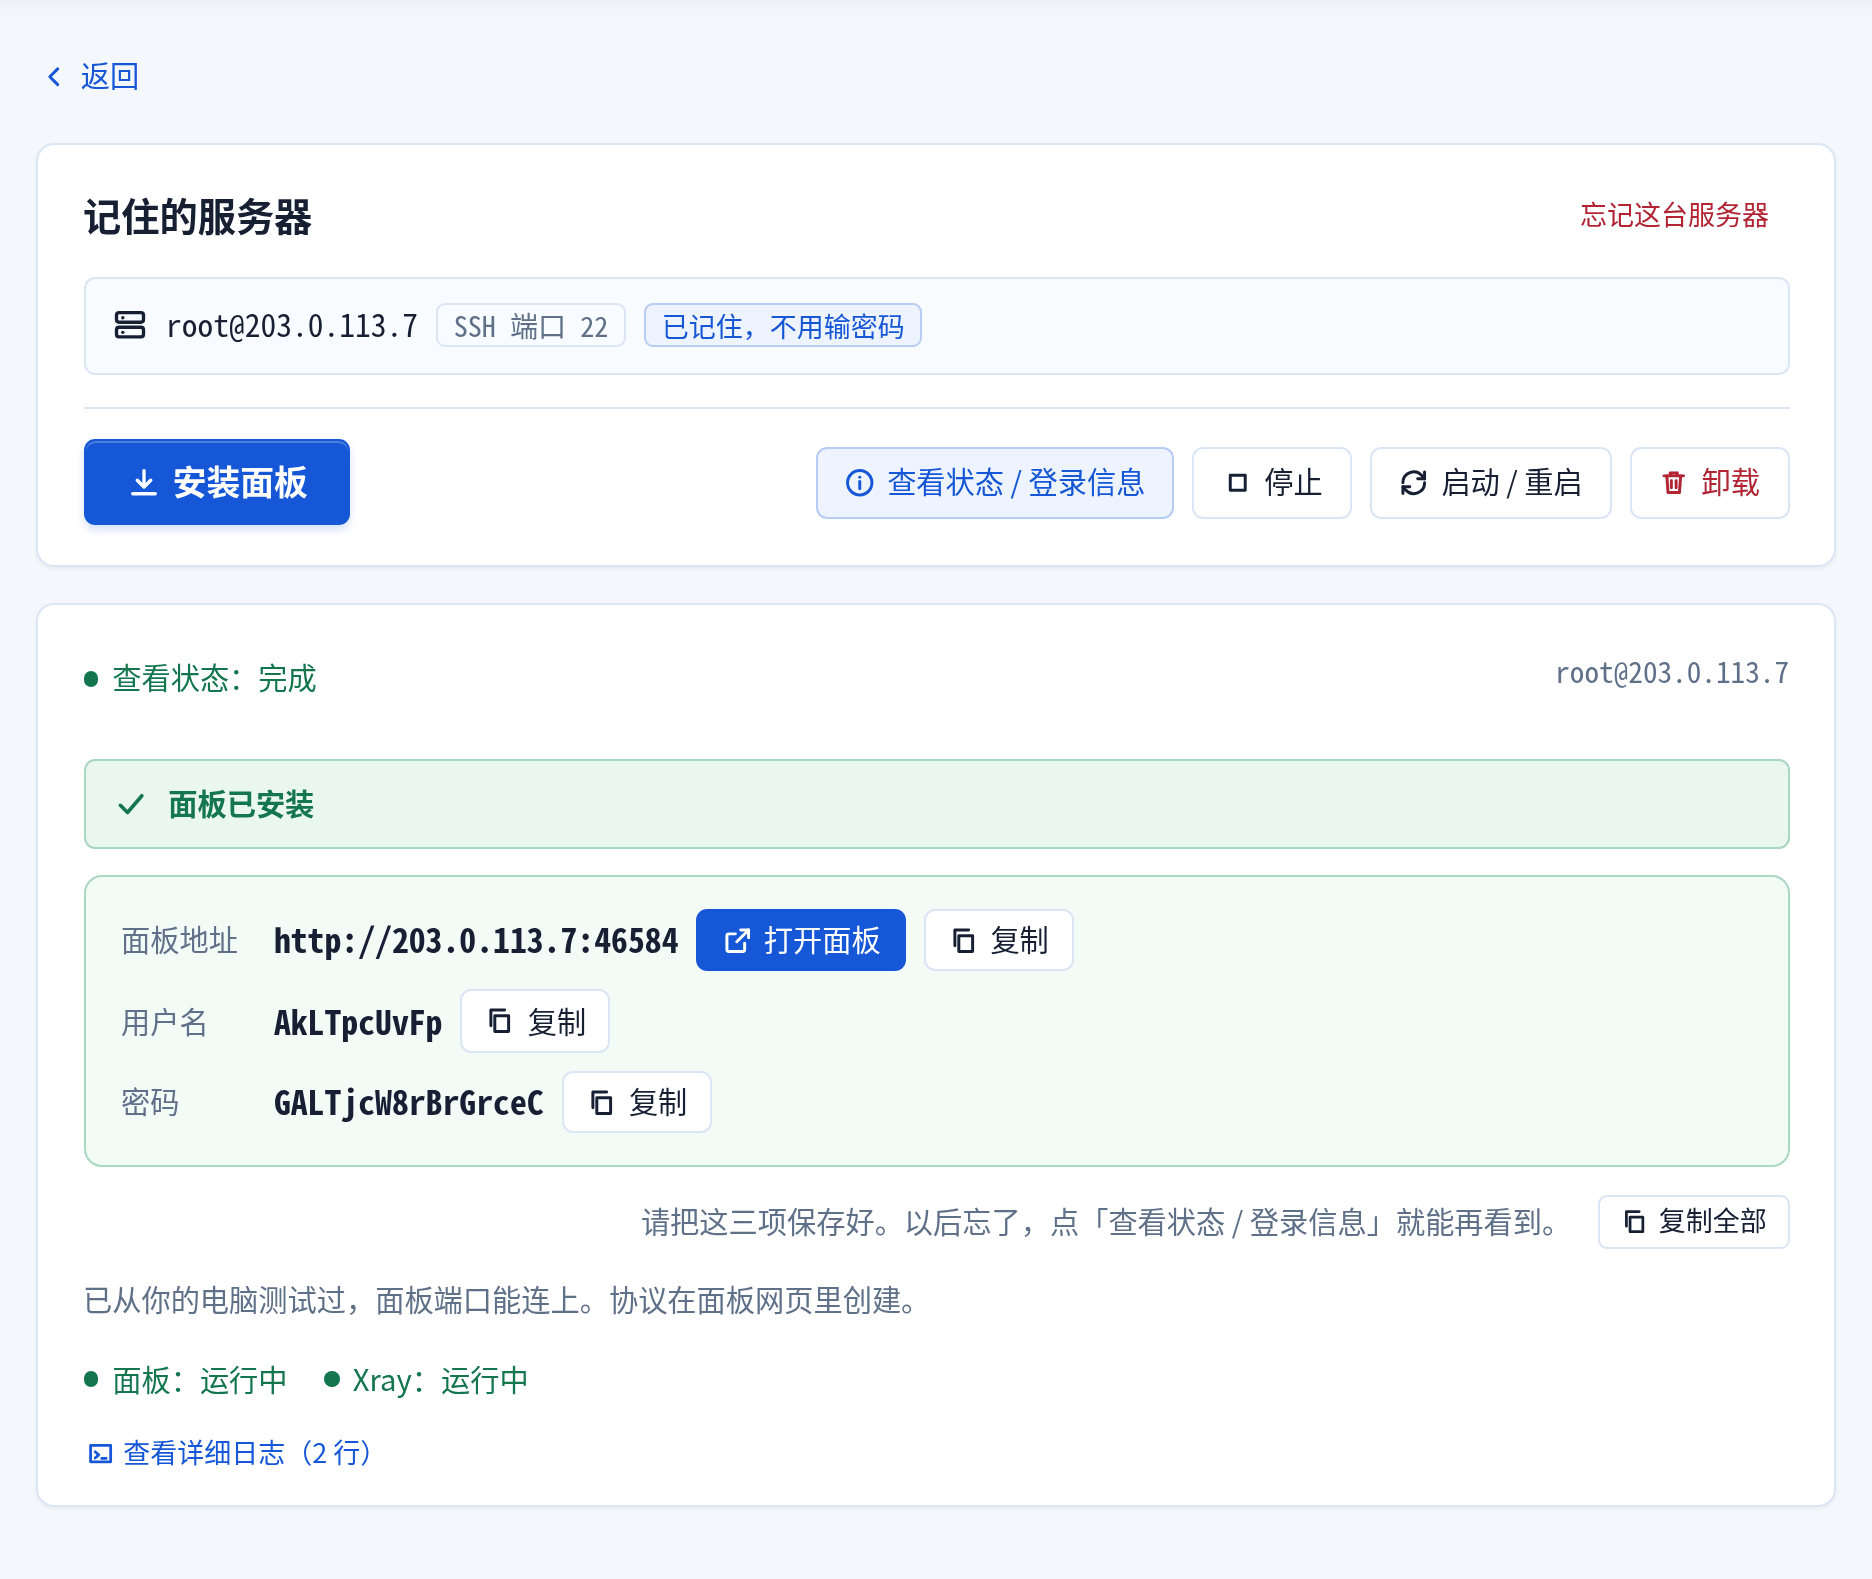 返回
记住的服务器
忘记这台服务器
root@203.0.113.7 SSH 端口 22 已记住，不用输密码
安装面板 查看状态 / 登录信息 停止 启动 / 重启 卸载
查看状态：完成 root@203.0.113.7
面板已安装
面板地址 http://203.0.113.7:46584 打开面板 复制
用户名 AkLTpcUvFp 复制
密码 GALTjcW8rBrGrceC 复制
请把这三项保存好。以后忘了，点「查看状态 / 登录信息」就能再看到。 复制全部
已从你的电脑测试过，面板端口能连上。协议在面板网页里创建。
面板：运行中 Xray：运行中
查看详细日志（2 行）